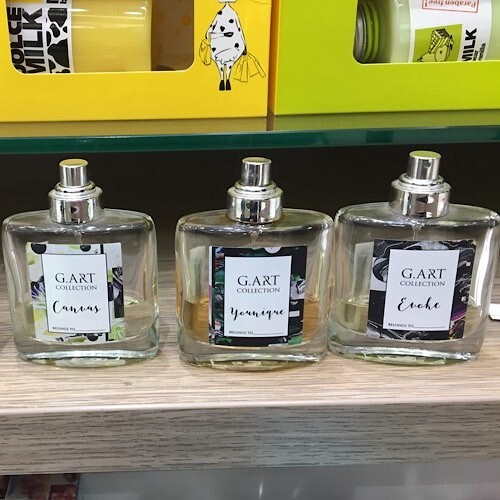 DOLCE
MILK
Paraben free!
MILK
G.ART
COLLECTION
Canvas
BELONGS TO
G.ART
COLLECTION
Younique
BELONGS TO
G.ART
COLLECTION
Evoke
BELONGS TO